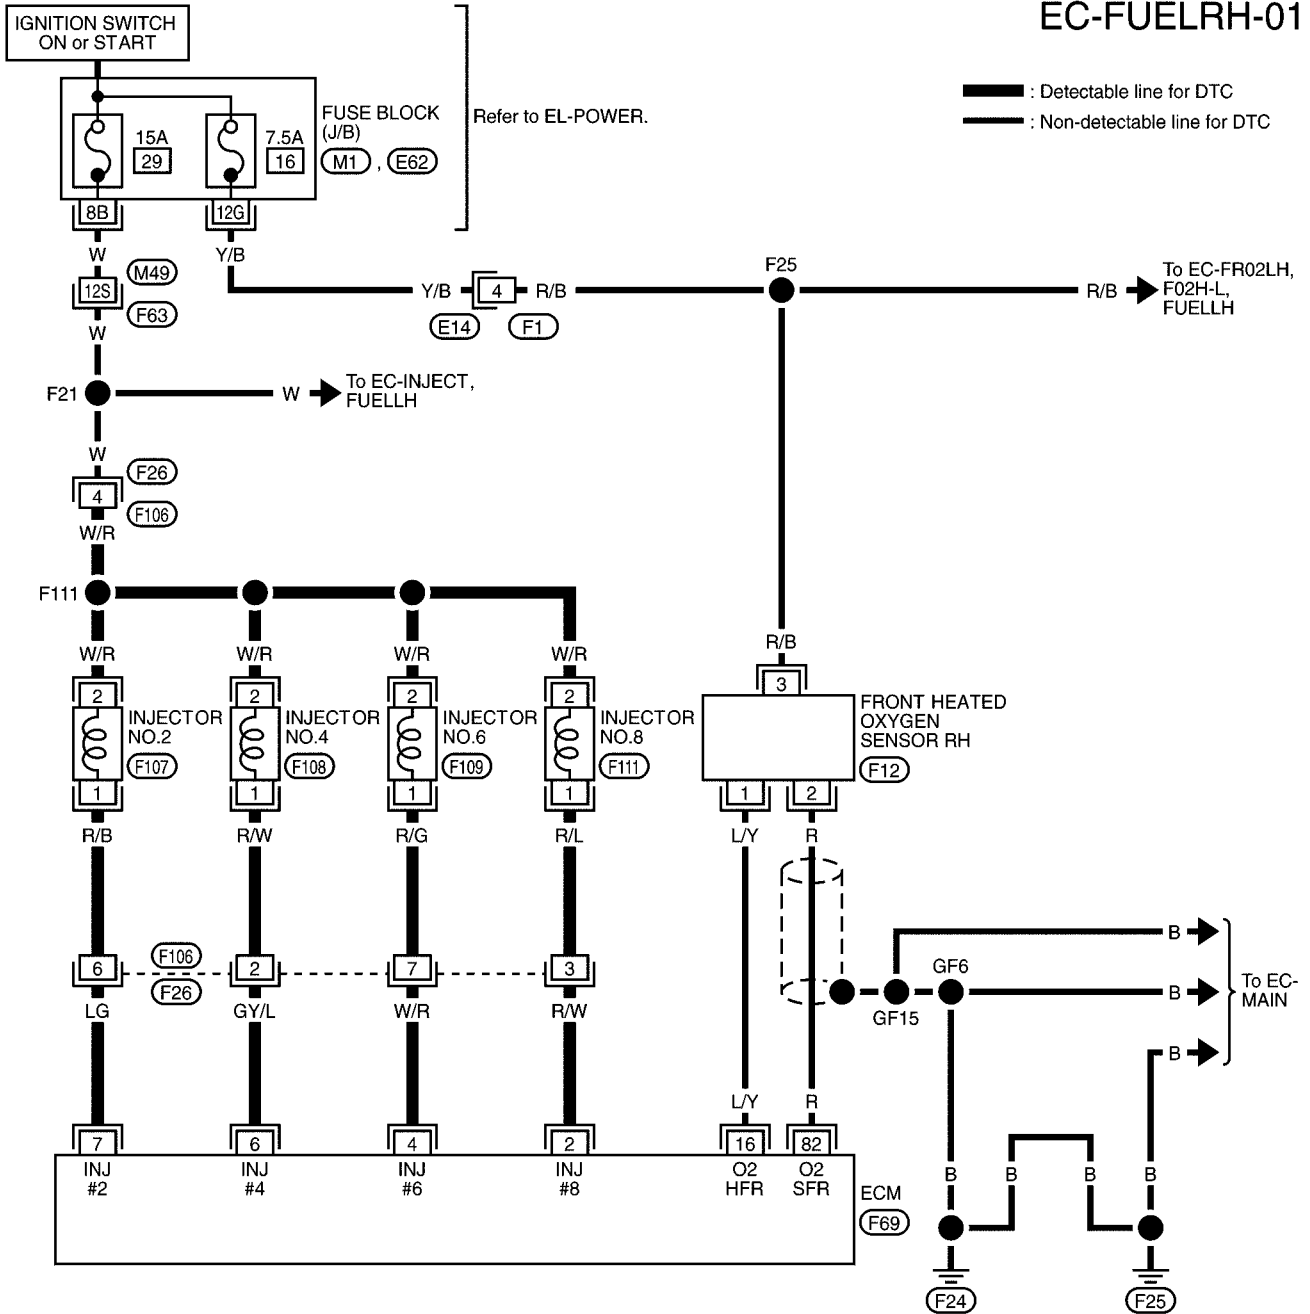 EC-FUELRH-01
IGNITION SWITCH
ON or START
: Detectable line for DTC
: Non-detectable line for DTC
15A
29
7.5A
16
FUSE BLOCK
(J/B)
M1 , E62
Refer to EL-POWER.
8B
12G
W
Y/B
M49
12S
F63
W
Y/B
4
R/B
E14
F1
F25
R/B
To EC-FR02LH,
F02H-L,
FUELLH
F21
W
To EC-INJECT,
FUELLH
W
F26
4
F106
W/R
F111
W/R
W/R
W/R
W/R
R/B
2
2
2
2
3
INJECTOR
NO.2
F107
INJECTOR
NO.4
F108
INJECTOR
NO.6
F109
INJECTOR
NO.8
F111
FRONT HEATED
OXYGEN
SENSOR RH
F12
1
1
1
1
1
2
R/B
R/W
R/G
R/L
L/Y
R
6
F106
F26
2
7
3
LG
GY/L
W/R
R/W
B
GF6
B
GF15
B
To EC-
MAIN
L/Y
R
7
6
4
2
16
82
INJ
#2
INJ
#4
INJ
#6
INJ
#8
O2
HFR
O2
SFR
ECM
F69
B
B
B
B
F24
F25